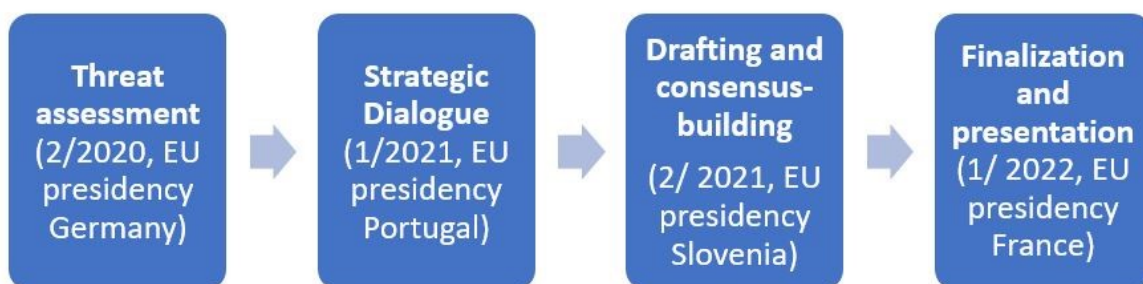 Threat
assessment
(2/2020, EU
presidency
Germany)
Strategic
Dialogue
(1/2021, EU
presidency
Portugal)
Drafting and
consensus-
building
(2/ 2021, EU
presidency
Slovenia)
Finalization
and
presentation
(1/ 2022, EU
presidency
France)